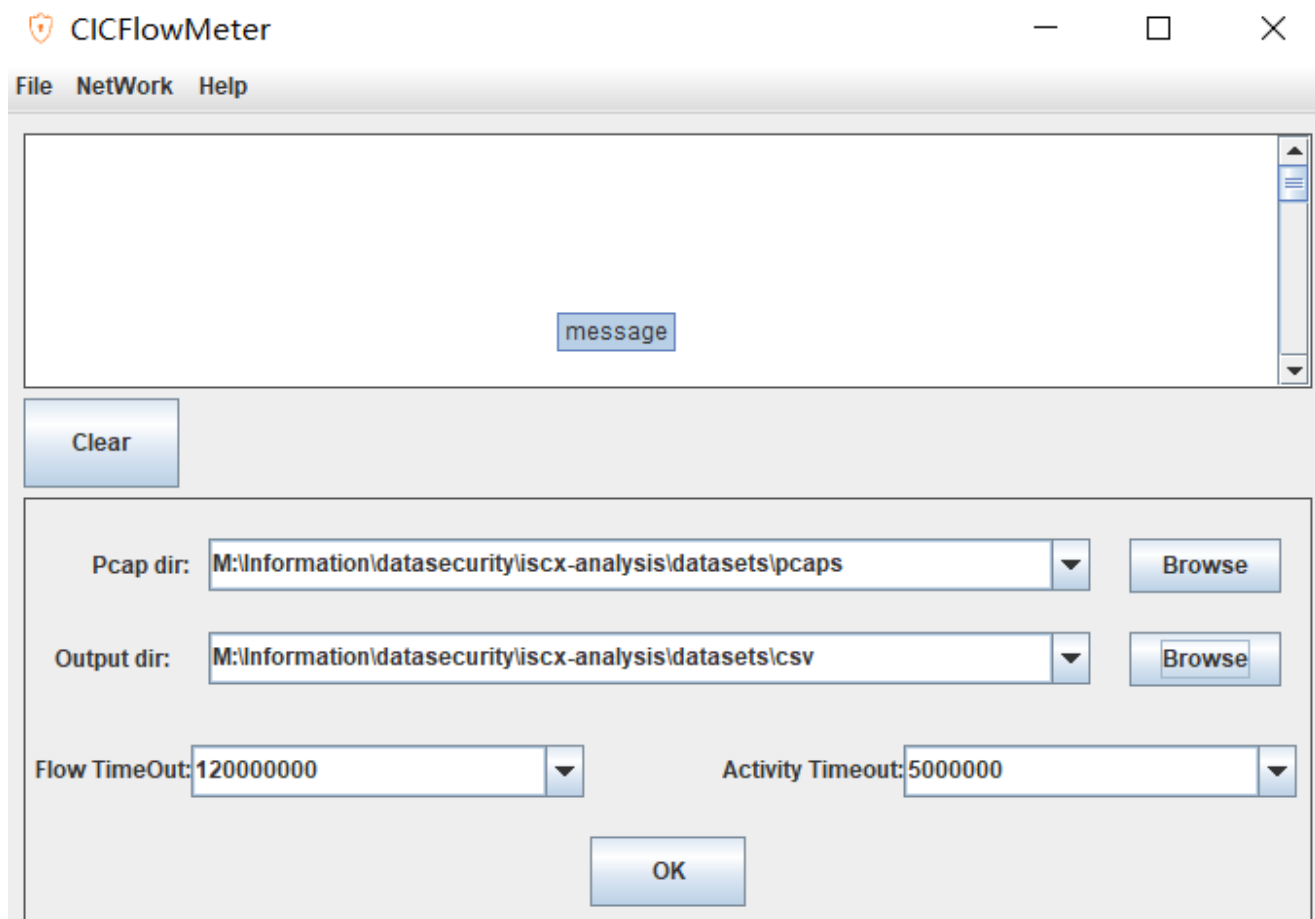 CICFlowMeter
File NetWork Help
message
Clear
Pcap dir: M:\Information\datasecurity\iscx-analysis\datasets\pcaps Browse
Output dir: M:\Information\datasecurity\iscx-analysis\datasets\csv Browse
Flow TimeOut: 120000000 Activity Timeout: 5000000
OK